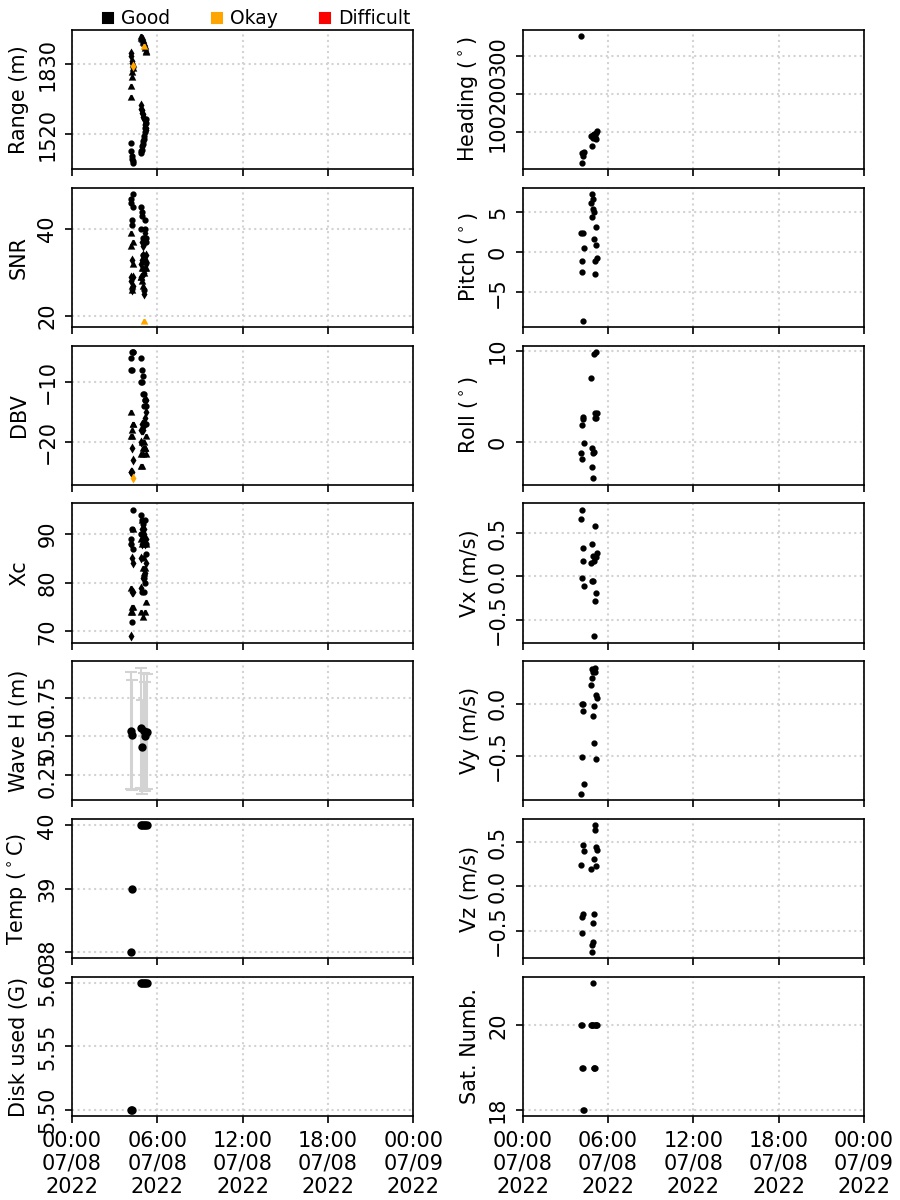 Good Okay Difficult
Range (m) 1830 1520
Heading (°) 300 200 100
SNR 40 20
Pitch (°) 5 0 −5
DBV −10 −20
Roll (°) 10 0
Xc 90 80 70
Vx (m/s) 0.5 0.0 −0.5
Wave H (m) 0.75 0.50 0.25
Vy (m/s) 0.0 −0.5
Temp (°C) 40 39 38
Vz (m/s) 0.5 0.0 −0.5
Disk used (G) 5.60 5.55 5.50
Sat. Numb. 20 18
00:00 06:00 12:00 18:00 00:00 00:00 06:00 12:00 18:00 00:00
07/08 07/08 07/08 07/08 07/09 07/08 07/08 07/08 07/08 07/09
2022 2022 2022 2022 2022 2022 2022 2022 2022 2022